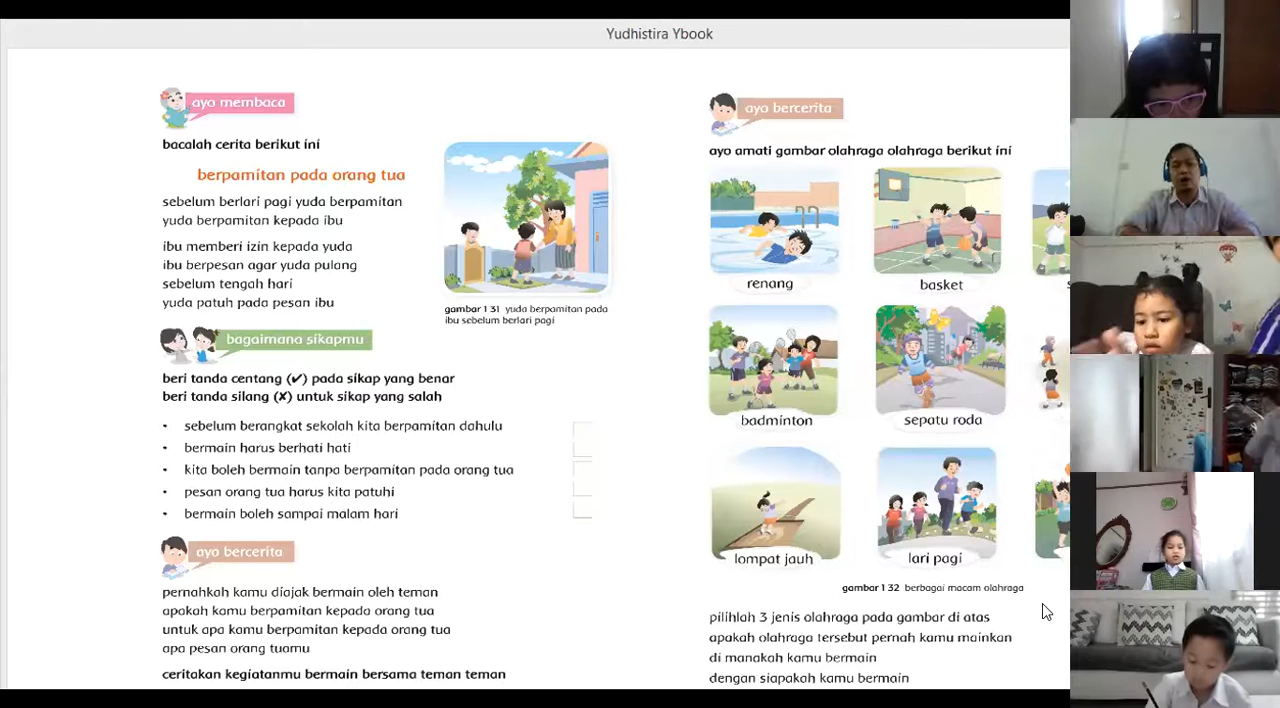 Yudhistira Ybook
ayo membaca
bacalah cerita berikut ini
berpamitan pada orang tua
sebelum berlari pagi yuda berpamitan
yuda berpamitan kepada ibu
ibu memberi izin kepada yuda
ibu berpesan agar yuda pulang
sebelum tengah hari
yuda patuh pada pesan ibu
gambar 1 31 yuda berpamitan pada
ibu sebelum berlari pagi
bagaimana sikapmu
beri tanda centang (✔) pada sikap yang benar
beri tanda silang (✘) untuk sikap yang salah
• sebelum berangkat sekolah kita berpamitan dahulu
• bermain harus berhati hati
• kita boleh bermain tanpa berpamitan pada orang tua
• pesan orang tua harus kita patuhi
• bermain boleh sampai malam hari
ayo bercerita
pernahkah kamu diajak bermain oleh teman
apakah kamu berpamitan kepada orang tua
untuk apa kamu berpamitan kepada orang tua
apa pesan orang tuamu
ceritakan kegiatanmu bermain bersama teman teman
ayo bercerita
ayo amati gambar olahraga olahraga berikut ini
renang
basket
badminton
sepatu roda
lompat jauh
lari pagi
gambar 1 32 berbagai macam olahraga
pilihlah 3 jenis olahraga pada gambar di atas
apakah olahraga tersebut pernah kamu mainkan
di manakah kamu bermain
dengan siapakah kamu bermain